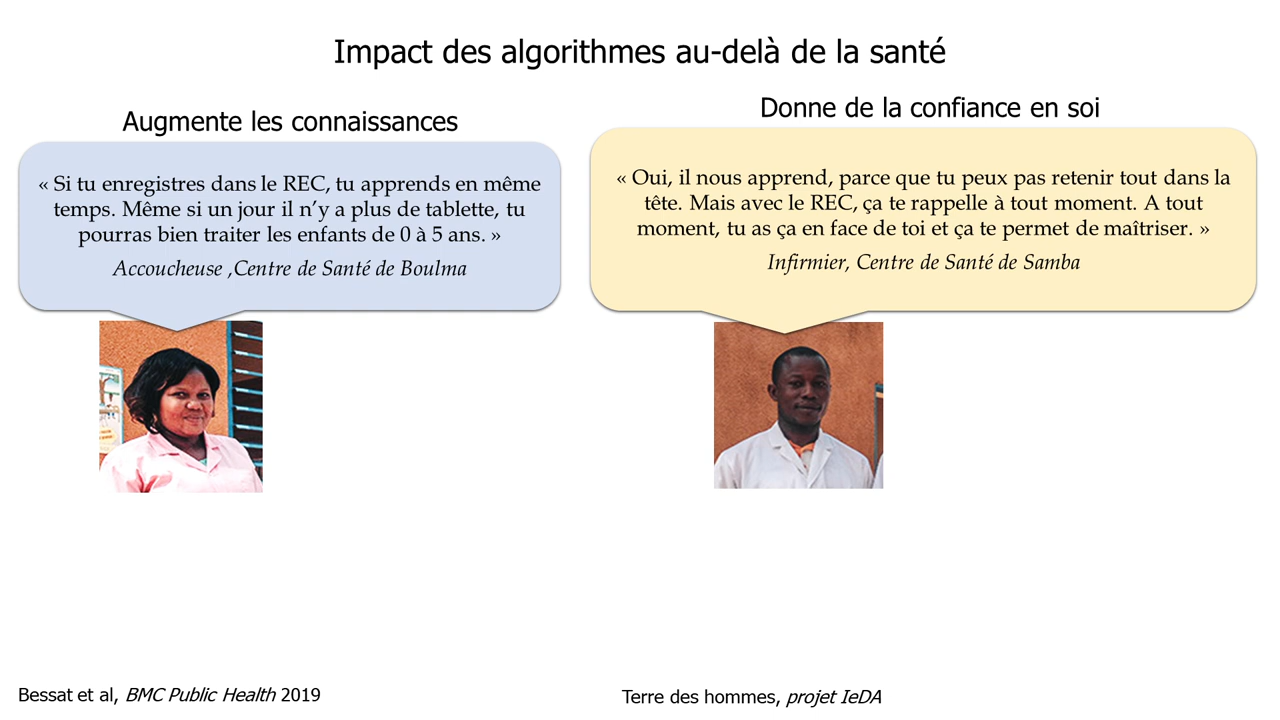 Impact des algorithmes au-delà de la santé
Augmente les connaissances
« Si tu enregistres dans le REC, tu apprends en même
temps. Même si un jour il n’y a plus de tablette, tu
pourras bien traiter les enfants de 0 à 5 ans. »
Accoucheuse ,Centre de Santé de Boulma
Donne de la confiance en soi
« Oui, il nous apprend, parce que tu peux pas retenir tout dans la
tête. Mais avec le REC, ça te rappelle à tout moment. A tout
moment, tu as ça en face de toi et ça te permet de maîtriser. »
Infirmier, Centre de Santé de Samba
Bessat et al, BMC Public Health 2019
Terre des hommes, projet IeDA